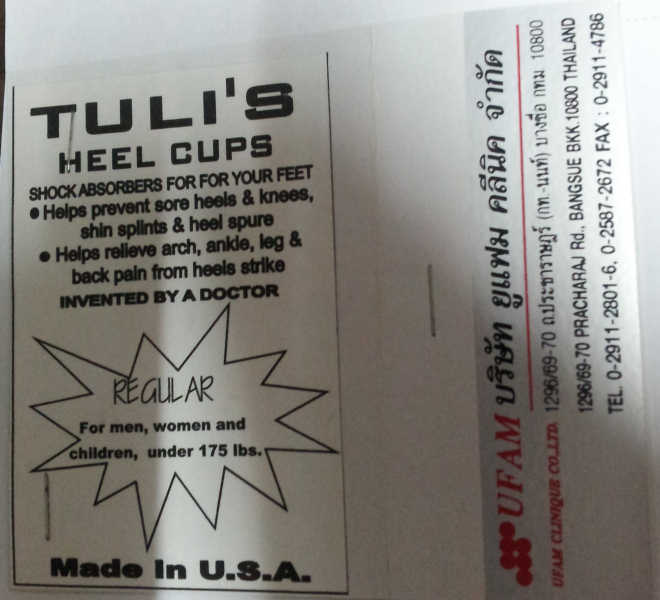 TULI'S
HEEL CUPS
SHOCK ABSORBERS FOR FOR YOUR FEET
● Helps prevent sore heels & knees,
shin splints & heel spure
● Helps relieve arch, ankle, leg &
back pain from heels strike
INVENTED BY A DOCTOR
REGULAR
For men, women and
children, under 175 lbs.
Made In U.S.A.
UFAM บริษัท ยูแฟม คลีนิค จำกัด
UFAM CLINIQUE CO.,LTD. 1296/69-70 ถ.ประชาราษฎร์ (กท.-นนท์) บางซื่อ กทม 10800
1296/69-70 PRACHARAJ Rd., BANGSUE BKK.10800 THAILAND
TEL. 0-2911-2801-6, 0-2587-2672 FAX : 0-2911-4786